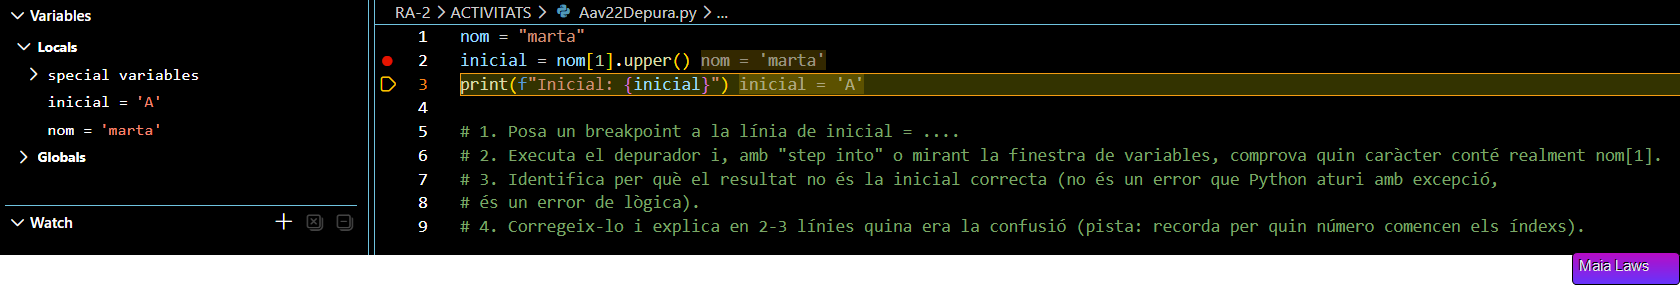 Variables
Locals
special variables
inicial = 'A'
nom = 'marta'
Globals
Watch
RA-2 > ACTIVITATS > Aav22Depura.py > ...
1 nom = "marta"
2 inicial = nom[1].upper() nom = 'marta'
3 print(f"Inicial: {inicial}") inicial = 'A'
4
5 # 1. Posa un breakpoint a la línia de inicial = ....
6 # 2. Executa el depurador i, amb "step into" o mirant la finestra de variables, comprova quin caràcter conté realment nom[1].
7 # 3. Identifica per què el resultat no és la inicial correcta (no és un error que Python aturi amb excepció,
8 # és un error de lògica).
9 # 4. Corregeix-lo i explica en 2-3 línies quina era la confusió (pista: recorda per quin número comencen els índexs).
Maia Laws